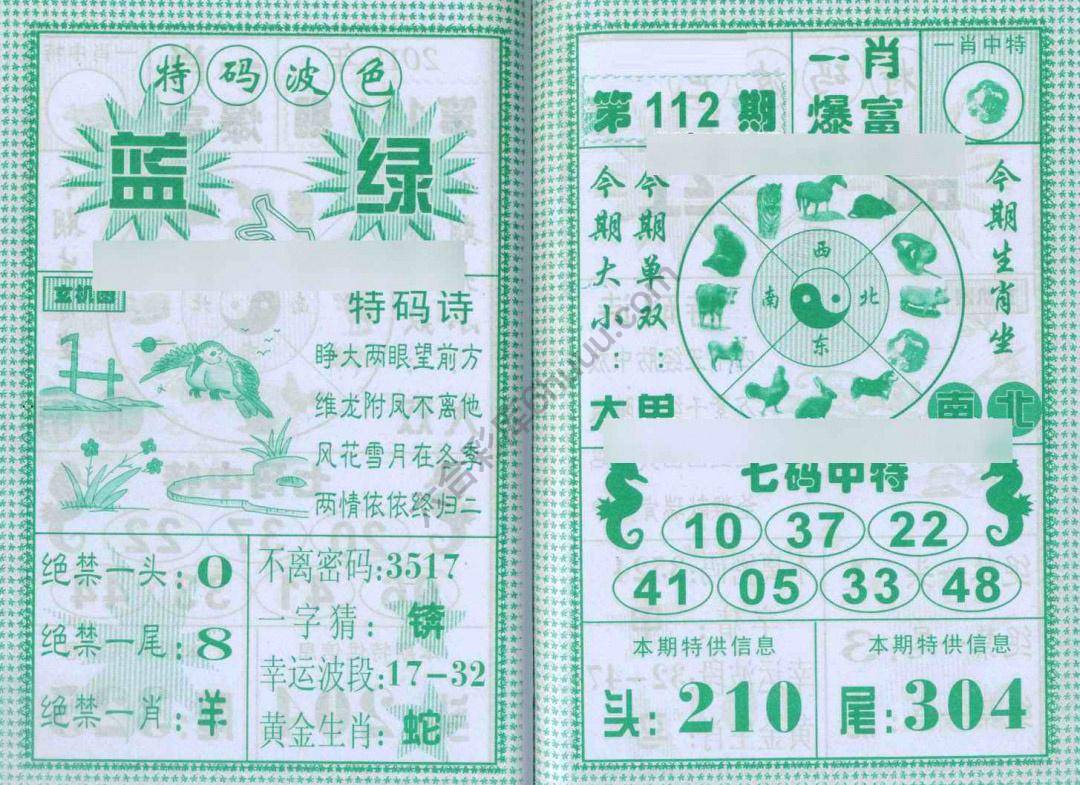 特码波色
蓝 绿
玄机图
特码诗
睁大两眼望前方
维龙附凤不离他
风花雪月在冬季
两情依依终归二
绝禁一头:0
绝禁一尾:8
绝禁一肖:羊
不离密码:3517
一字猜:锛
幸运波段:17-32
黄金生肖:蛇
第112期
一肖
爆富
一肖中特
今期大小:
今期单双:
西
南 北
东
今期生肖坐
南北
七码中特
10 37 22
41 05 33 48
本期特供信息
头:210
本期特供信息
尾:304